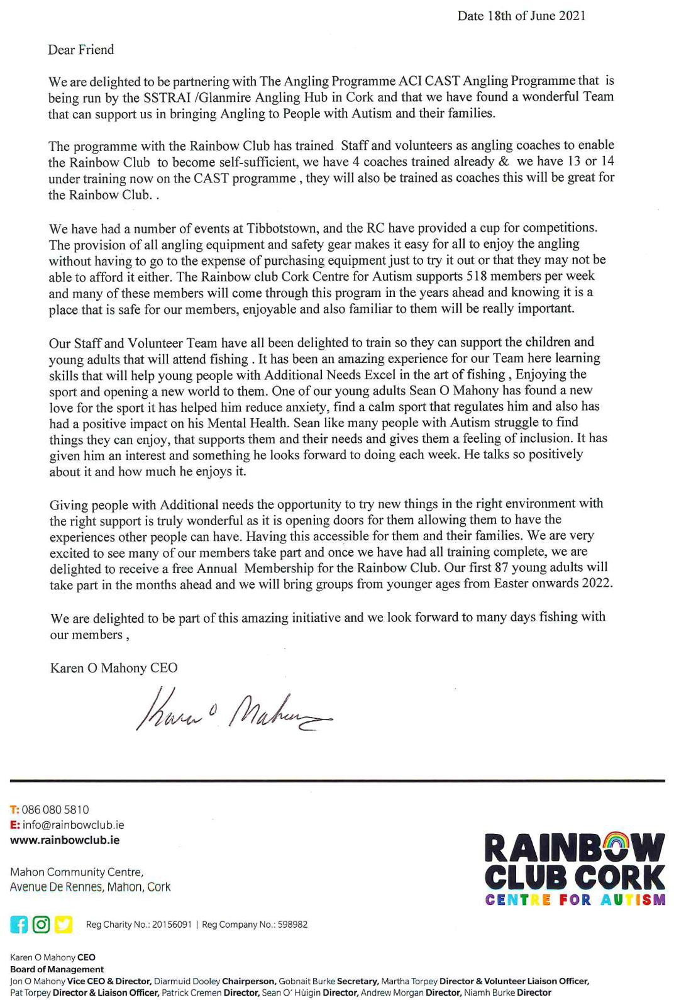 Date 18th of June 2021
Dear Friend
We are delighted to be partnering with The Angling Programme ACI CAST Angling Programme that is
being run by the SSTRAI /Glanmire Angling Hub in Cork and that we have found a wonderful Team
that can support us in bringing Angling to People with Autism and their families.
The programme with the Rainbow Club has trained Staff and volunteers as angling coaches to enable
the Rainbow Club to become self-sufficient, we have 4 coaches trained already & we have 13 or 14
under training now on the CAST programme , they will also be trained as coaches this will be great for
the Rainbow Club. .
We have had a number of events at Tibbotstown, and the RC have provided a cup for competitions.
The provision of all angling equipment and safety gear makes it easy for all to enjoy the angling
without having to go to the expense of purchasing equipment just to try it out or that they may not be
able to afford it either. The Rainbow club Cork Centre for Autism supports 518 members per week
and many of these members will come through this program in the years ahead and knowing it is a
place that is safe for our members, enjoyable and also familiar to them will be really important.
Our Staff and Volunteer Team have all been delighted to train so they can support the children and
young adults that will attend fishing . It has been an amazing experience for our Team here learning
skills that will help young people with Additional Needs Excel in the art of fishing , Enjoying the
sport and opening a new world to them. One of our young adults Sean O Mahony has found a new
love for the sport it has helped him reduce anxiety, find a calm sport that regulates him and also has
had a positive impact on his Mental Health. Sean like many people with Autism struggle to find
things they can enjoy, that supports them and their needs and gives them a feeling of inclusion. It has
given him an interest and something he looks forward to doing each week. He talks so positively
about it and how much he enjoys it.
Giving people with Additional needs the opportunity to try new things in the right environment with
the right support is truly wonderful as it is opening doors for them allowing them to have the
experiences other people can have. Having this accessible for them and their families. We are very
excited to see many of our members take part and once we have had all training complete, we are
delighted to receive a free Annual Membership for the Rainbow Club. Our first 87 young adults will
take part in the months ahead and we will bring groups from younger ages from Easter onwards 2022.
We are delighted to be part of this amazing initiative and we look forward to many days fishing with
our members ,
Karen O Mahony CEO
Karen O Mahony
T: 086 080 5810
E: info@rainbowclub.ie
www.rainbowclub.ie
Mahon Community Centre,
Avenue De Rennes, Mahon, Cork
RAINBOW
CLUB CORK
CENTRE FOR AUTISM
Reg Charity No.: 20156091 | Reg Company No.: 598982
Karen O Mahony CEO
Board of Management
Jon O Mahony Vice CEO & Director, Diarmuid Dooley Chairperson, Gobnait Burke Secretary, Martha Torpey Director & Volunteer Liaison Officer,
Pat Torpey Director & Liaison Officer, Patrick Cremen Director, Sean O' Hùigin Director, Andrew Morgan Director, Niamh Burke Director